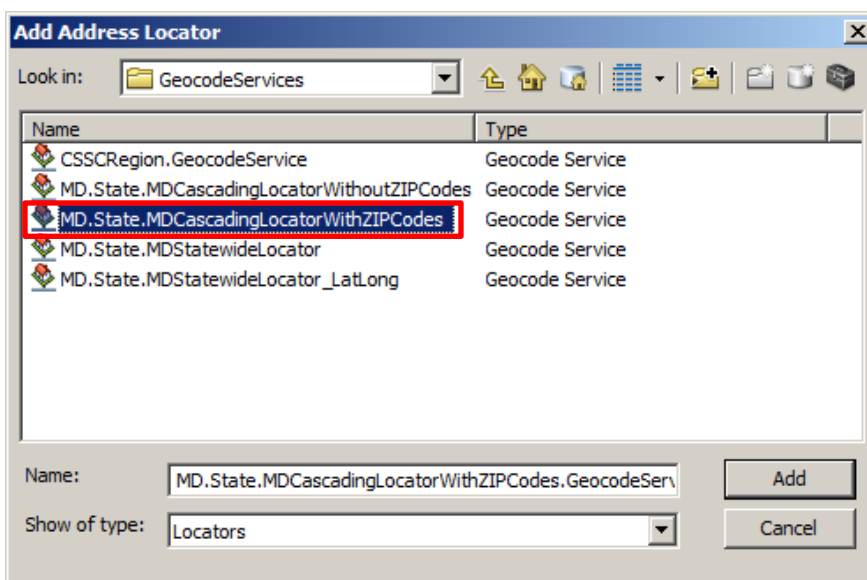 Add Address Locator
Look in: GeocodeServices
Name Type
CSSCRegion.GeocodeService Geocode Service
MD.State.MDCascadingLocatorWithoutZIPCodes Geocode Service
MD.State.MDCascadingLocatorWithZIPCodes Geocode Service
MD.State.MDStatewideLocator Geocode Service
MD.State.MDStatewideLocator_LatLong Geocode Service
Name: MD.State.MDCascadingLocatorWithZIPCodes.GeocodeServ Add
Show of type: Locators Cancel